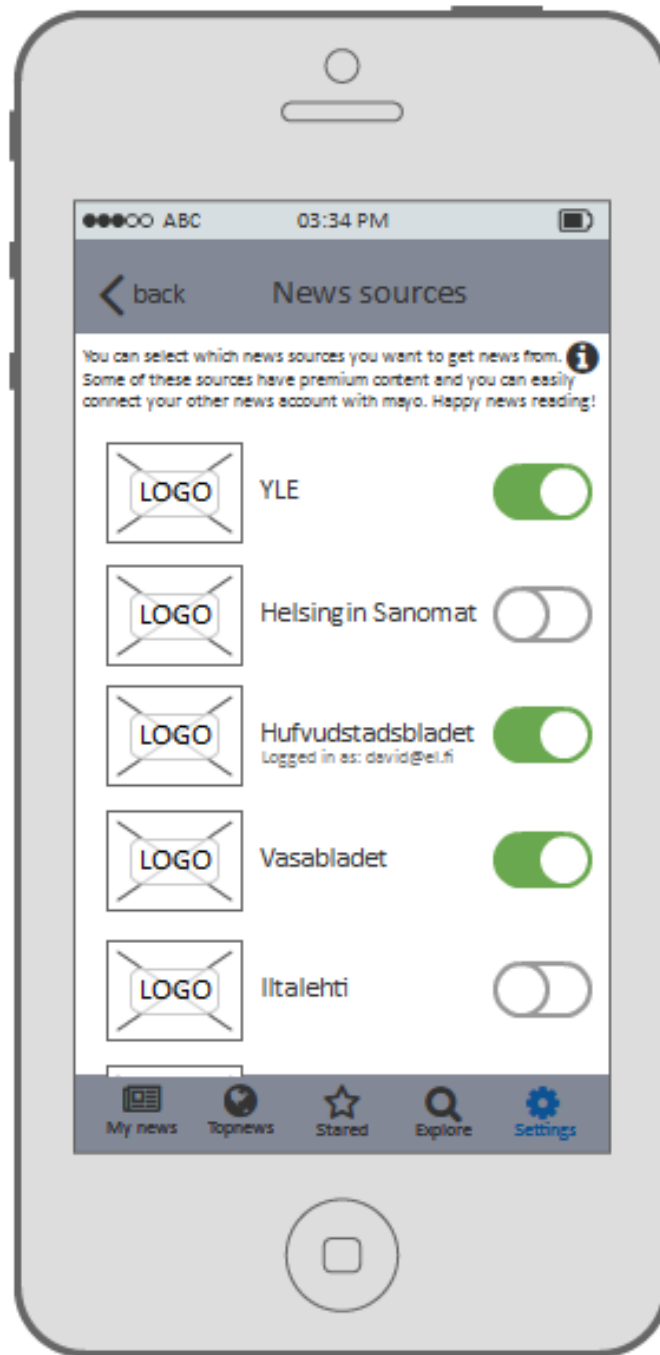 ABC 03:34 PM
back News sources
You can select which news sources you want to get news from.
Some of these sources have premium content and you can easily
connect your other news account with mayo. Happy news reading!
LOGO YLE
LOGO Helsingin Sanomat
LOGO Hufvudstadsbladet
Logged in as: david@el.fi
LOGO Vasabladet
LOGO Iltalehti
My news Topnews Stared Explore Settings